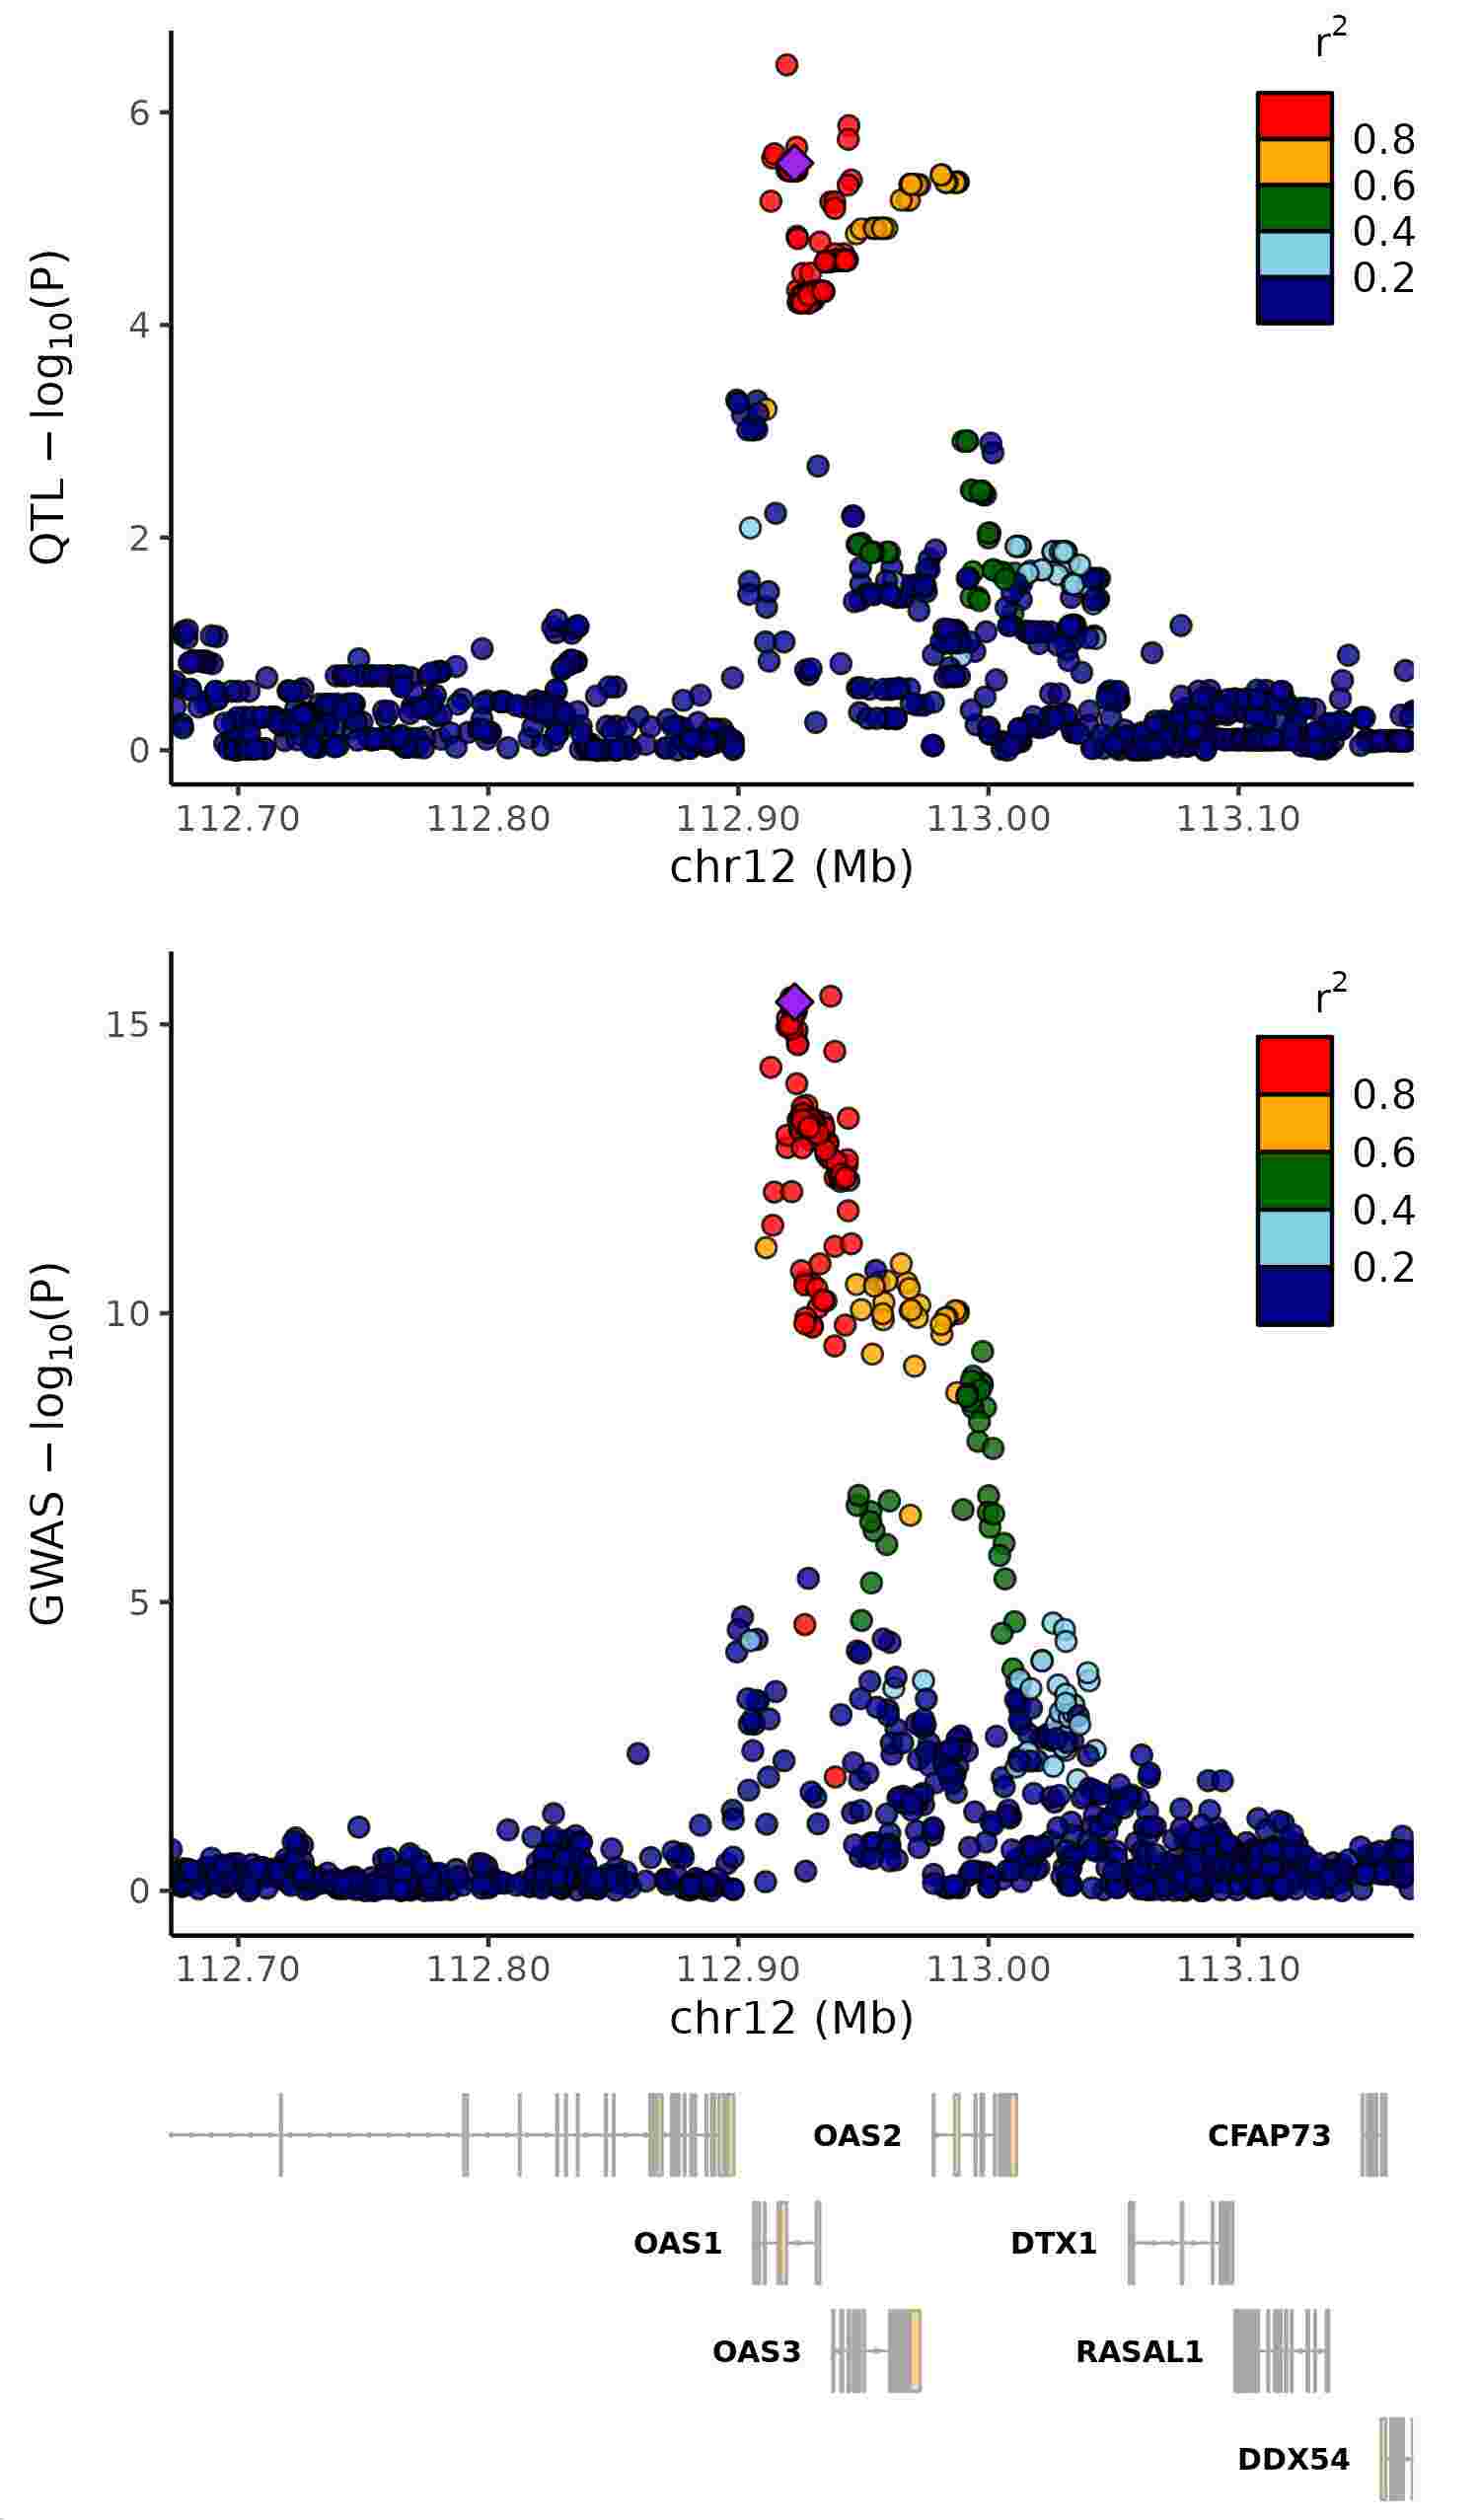 r²
6
0.8
0.6
0.4
4
0.2
QTL −log₁₀(P)
2
0
112.70 112.80 112.90 113.00 113.10
chr12 (Mb)
r²
15
0.8
0.6
0.4
0.2
10
GWAS −log₁₀(P)
5
0
112.70 112.80 112.90 113.00 113.10
chr12 (Mb)
OAS2 CFAP73
OAS1 DTX1
OAS3 RASAL1
DDX54